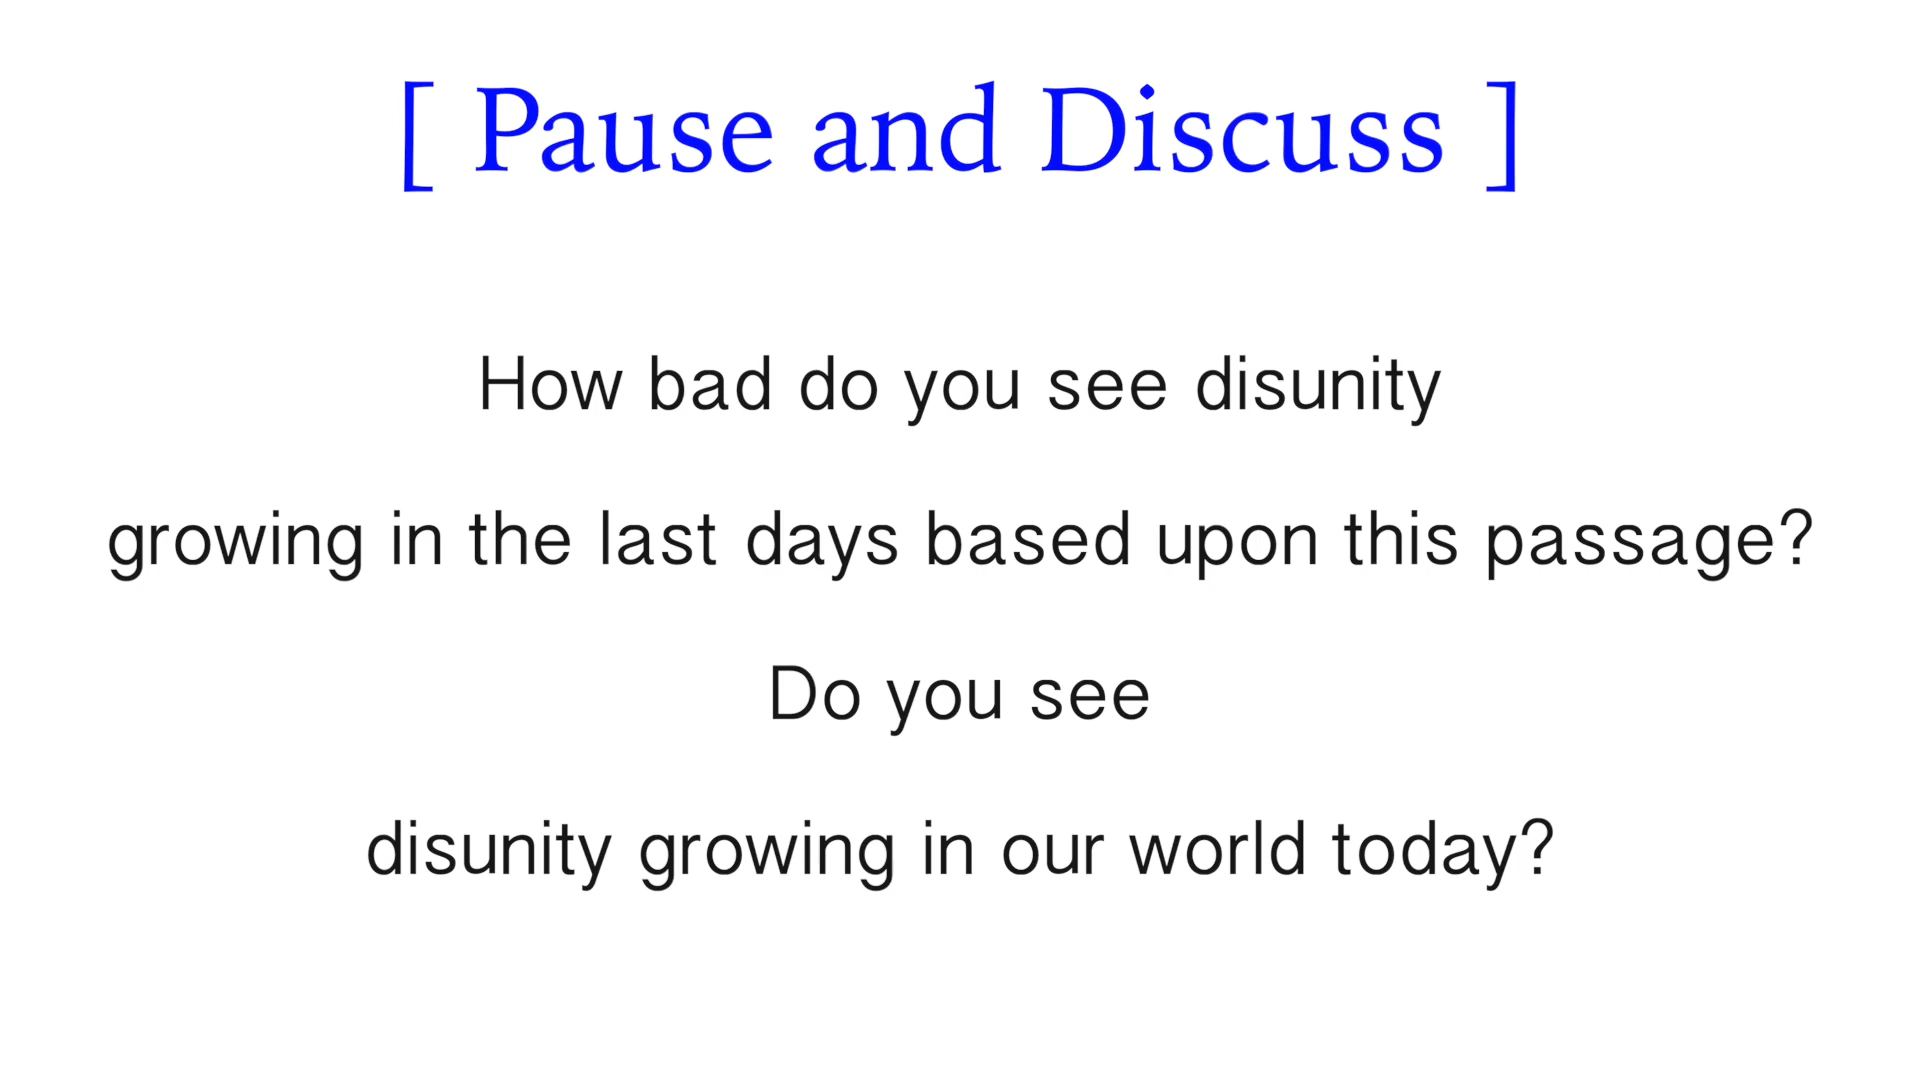 [ Pause and Discuss ]
How bad do you see disunity
growing in the last days based upon this passage?
Do you see
disunity growing in our world today?